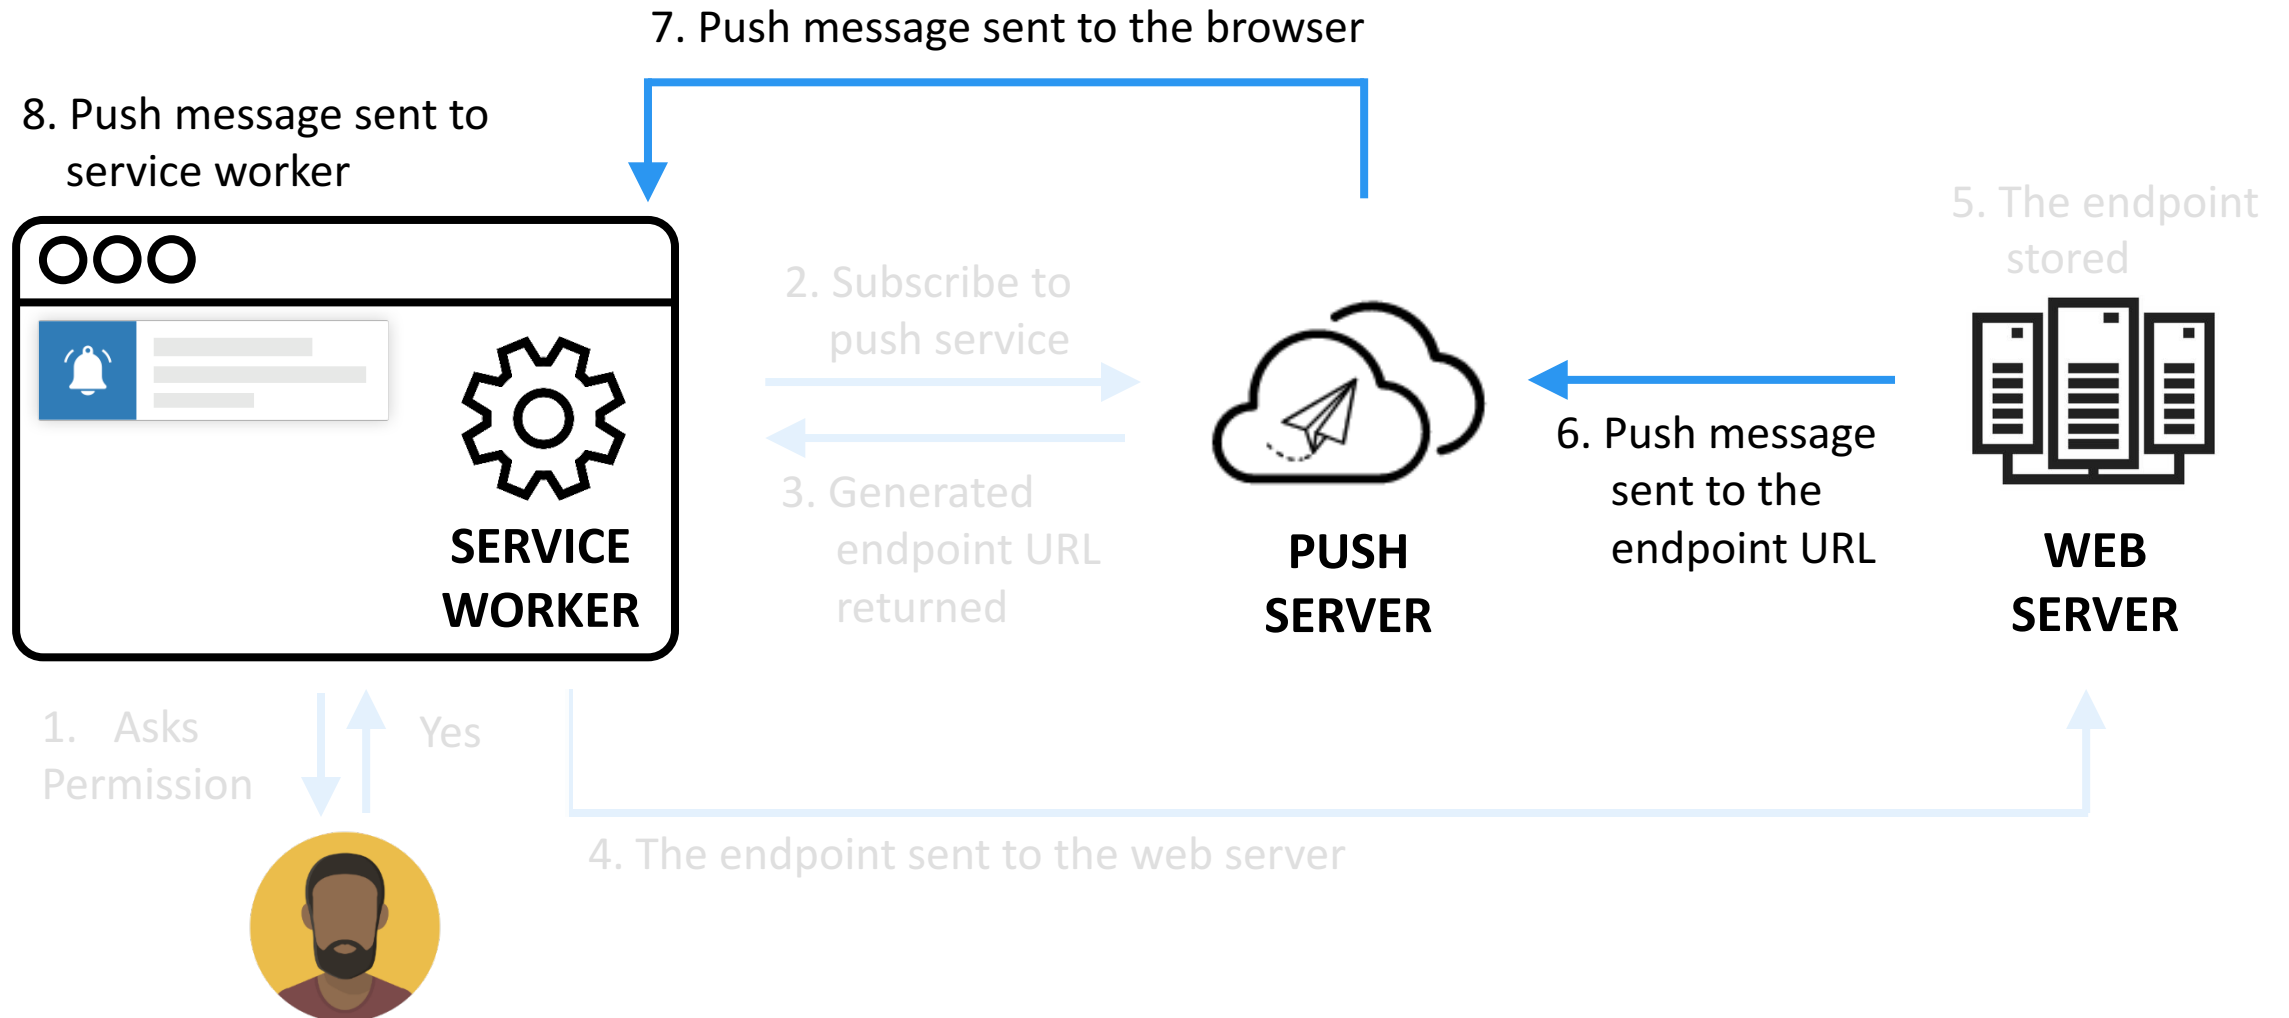 7. Push message sent to the browser
8. Push message sent to
service worker
5. The endpoint
stored
2. Subscribe to
push service
6. Push message
sent to the
endpoint URL
3. Generated
endpoint URL
returned
SERVICE
WORKER
PUSH
SERVER
WEB
SERVER
1. Asks
Permission
Yes
4. The endpoint sent to the web server